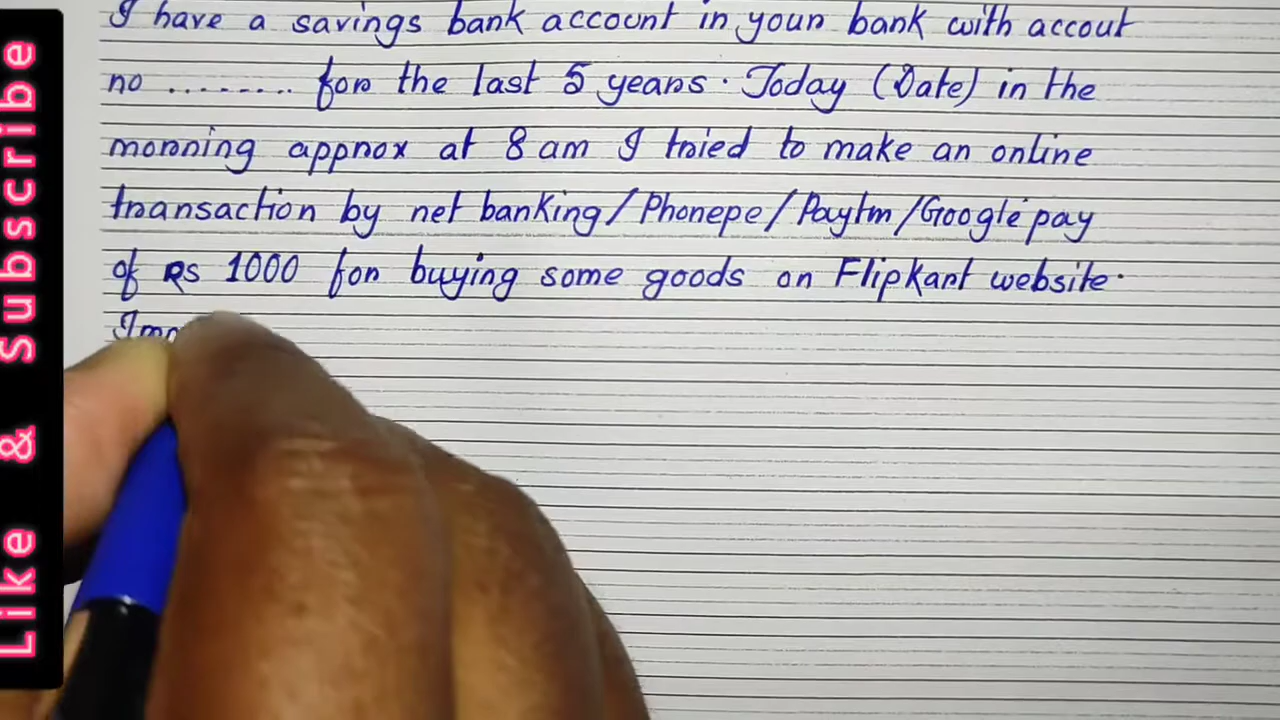 Like & Subscribe
I have a savings bank account in your bank with accout
no ........ for the last 5 years. Today (Date) in the
morning approx at 8 am I tried to make an online
transaction by net banking/Phonepe/Paytm/Google pay
of Rs 1000 for buying some goods on Flipkart website.